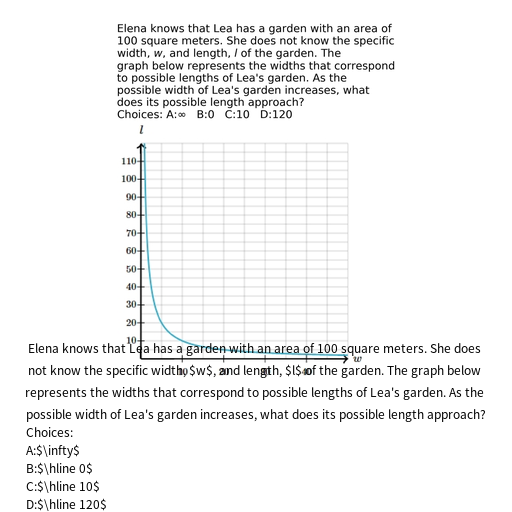 Elena knows that Lea has a garden with an area of
100 square meters. She does not know the specific
width, w, and length, l of the garden. The
graph below represents the widths that correspond
to possible lengths of Lea's garden. As the
possible width of Lea's garden increases, what
does its possible length approach?
Choices: A:∞ B:0 C:10 D:120
l
110
100
90
80
70
60
50
40
30
20
10
w
Elena knows that Lea has a garden with an area of 100 square meters. She does
not know the specific width, $w$, and length, $l$ of the garden. The graph below
represents the widths that correspond to possible lengths of Lea's garden. As the
possible width of Lea's garden increases, what does its possible length approach?
Choices:
A:$\infty$
B:$\hline 0$
C:$\hline 10$
D:$\hline 120$